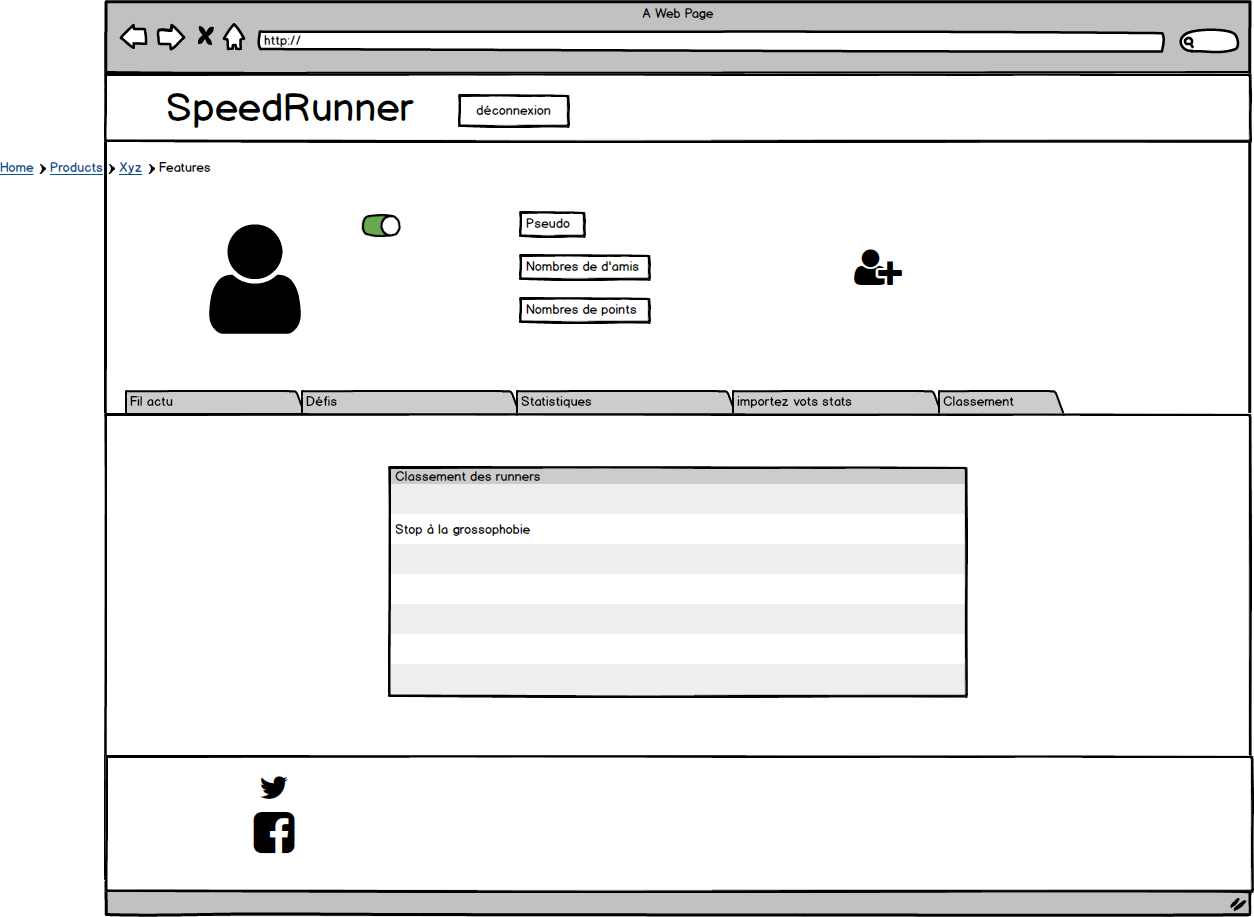 A Web Page
http://
SpeedRunner
déconnexion
Home Products Xyz Features
Pseudo
Nombres de d'amis
Nombres de points
Fil actu Défis Statistiques importez vots stats Classement
Classement des runners
Stop à la grossophobie